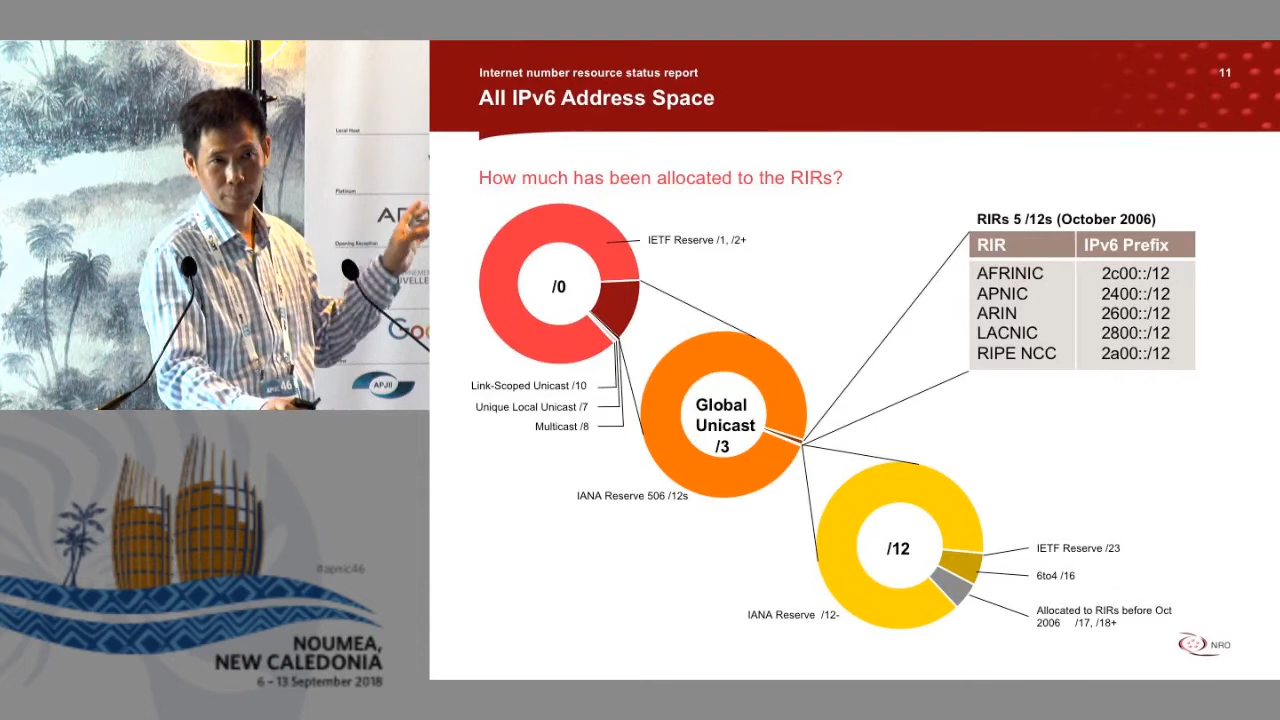 Internet number resource status report
11
All IPv6 Address Space
How much has been allocated to the RIRs?
RIRs 5 /12s (October 2006)
RIR IPv6 Prefix
AFRINIC 2c00::/12
APNIC 2400::/12
ARIN 2600::/12
LACNIC 2800::/12
RIPE NCC 2a00::/12
IETF Reserve /1, /2+
/0
Link-Scoped Unicast /10
Unique Local Unicast /7
Multicast /8
Global
Unicast
/3
IANA Reserve 506 /12s
/12
IETF Reserve /23
6to4 /16
Allocated to RIRs before Oct
2006 /17, /18+
IANA Reserve /12-
NRO
Local Host
Platinum
Opening Reception
APJII
46
#apnic46
NOUMEA,
NEW CALEDONIA
6 – 13 September 2018